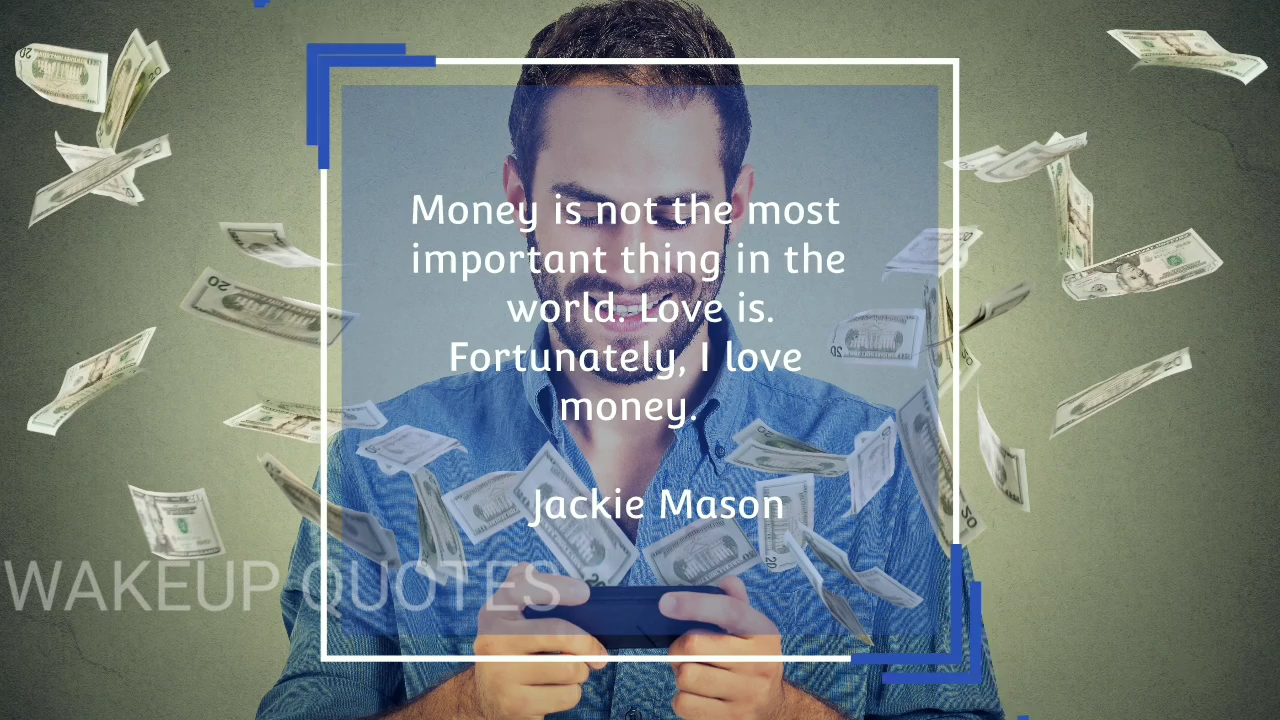 Money is not the most
important thing in the
world. Love is.
Fortunately, I love
money.
Jackie Mason
WAKEUP QUOTES